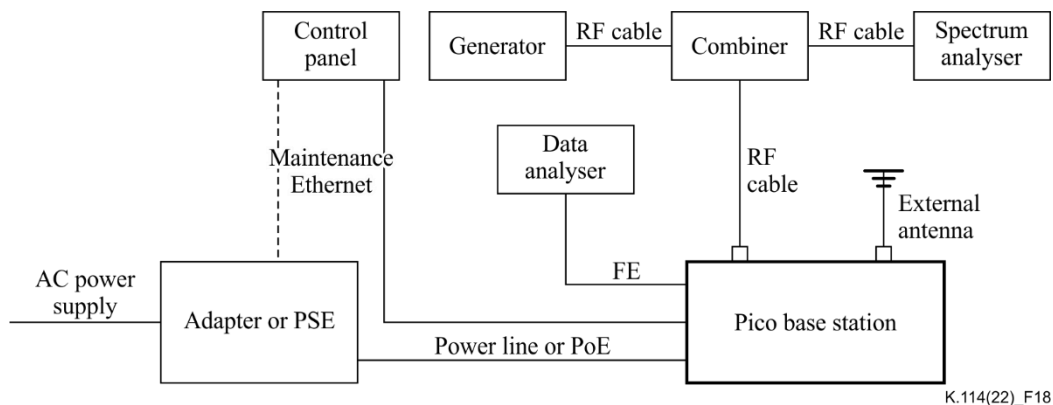 Control
panel
Generator
RF cable
Combiner
RF cable
Spectrum
analyser
Data
analyser
Maintenance
Ethernet
RF
cable
External
antenna
AC power
supply
Adapter or PSE
FE
Pico base station
Power line or PoE
K.114(22)_F18